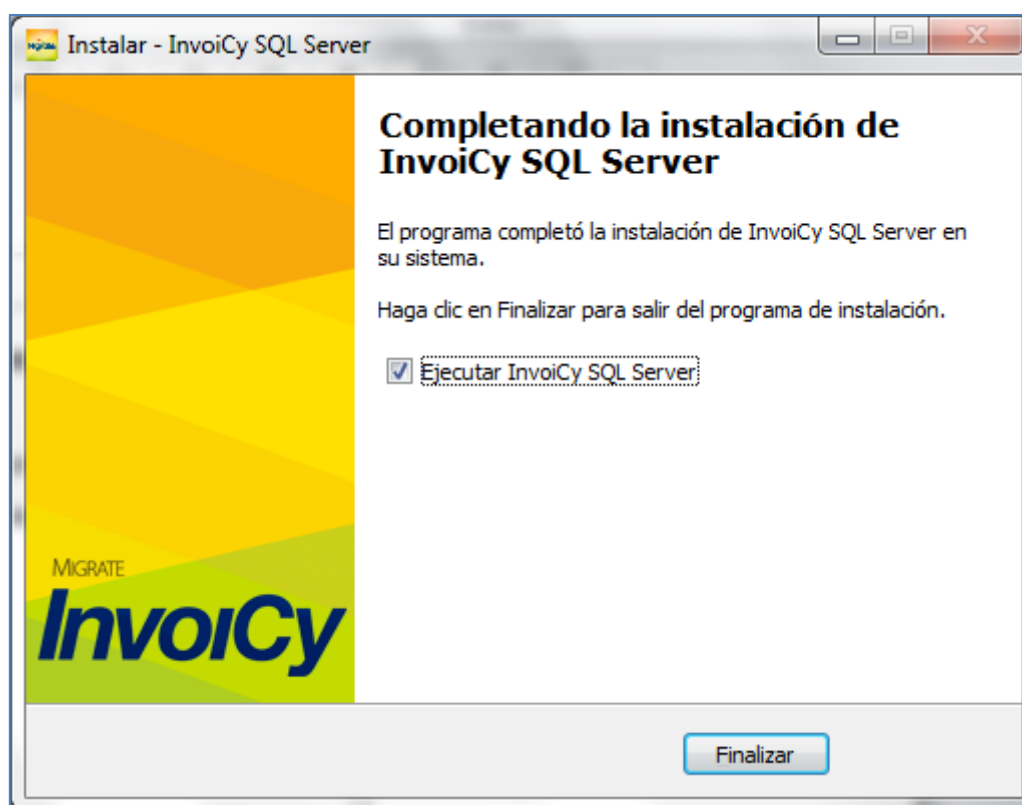 Instalar - InvoiCy SQL Server
Completando la instalación de
InvoiCy SQL Server
El programa completó la instalación de InvoiCy SQL Server en
su sistema.
Haga clic en Finalizar para salir del programa de instalación.
Ejecutar InvoiCy SQL Server
MIGRATE
InvoiCy
Finalizar